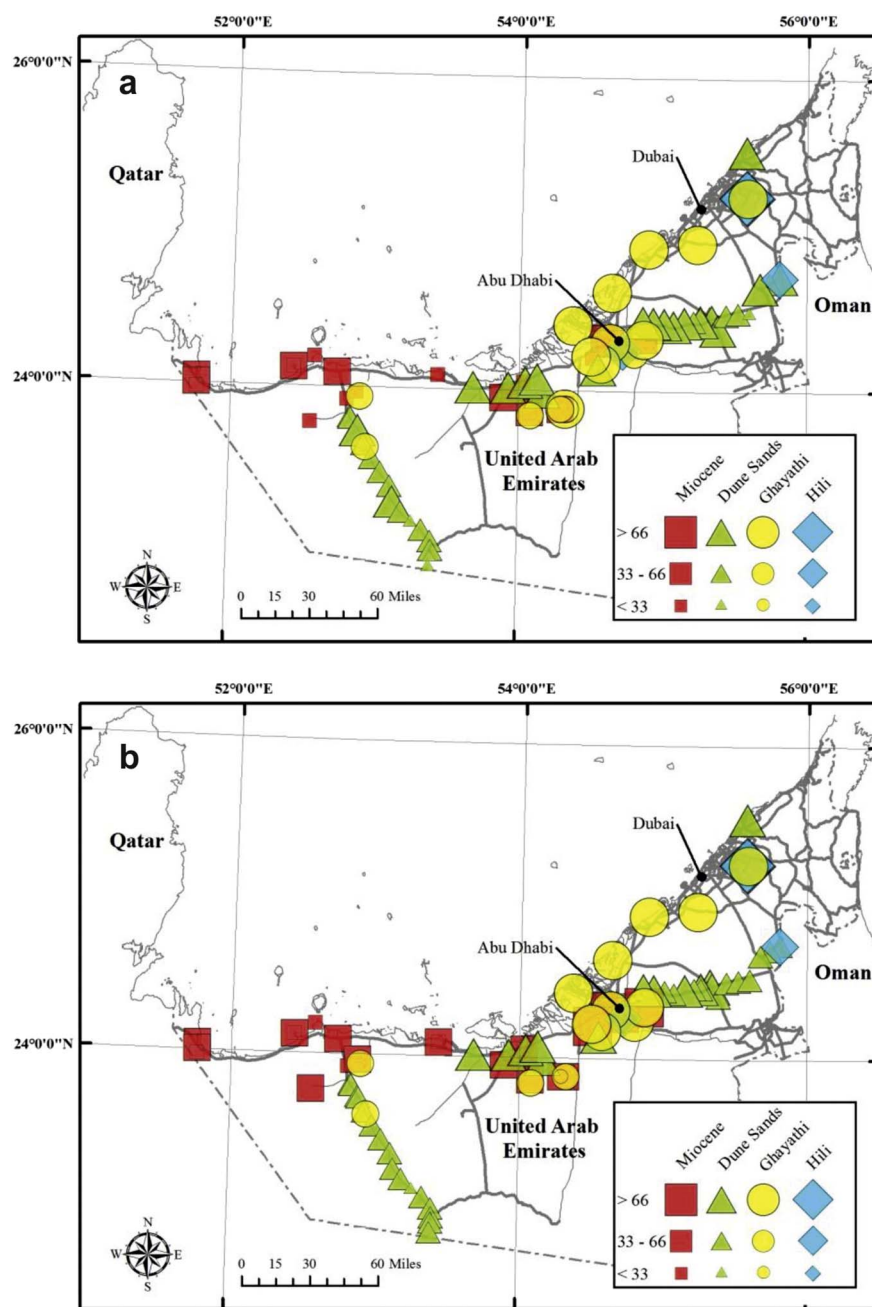 52°0'0"E 54°0'0"E 56°0'0"E
26°0'0"N
a
Qatar
Dubai
Abu Dhabi
Oman
24°0'0"N
United Arab
Emirates
Miocene Dune Sands Ghayathi Hili
> 66
33 - 66
< 33
N
W E
S
0 15 30 60 Miles
52°0'0"E 54°0'0"E 56°0'0"E
26°0'0"N
b
Qatar
Dubai
Abu Dhabi
Oman
24°0'0"N
United Arab
Emirates
Miocene Dune Sands Ghayathi Hili
> 66
33 - 66
< 33
N
W E
S
0 15 30 60 Miles